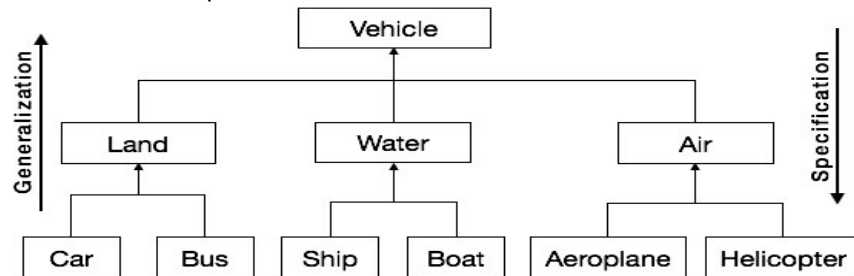 Vehicle
Generalization
Specification
Land Water Air
Car Bus Ship Boat Aeroplane Helicopter